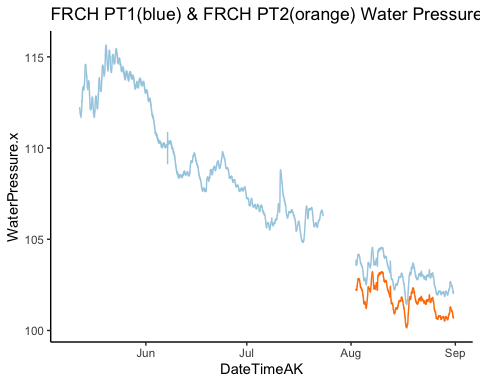 FRCH PT1(blue) & FRCH PT2(orange) Water Pressure
115
110
105
100
WaterPressure.x
Jun
Jul
Aug
Sep
DateTimeAK